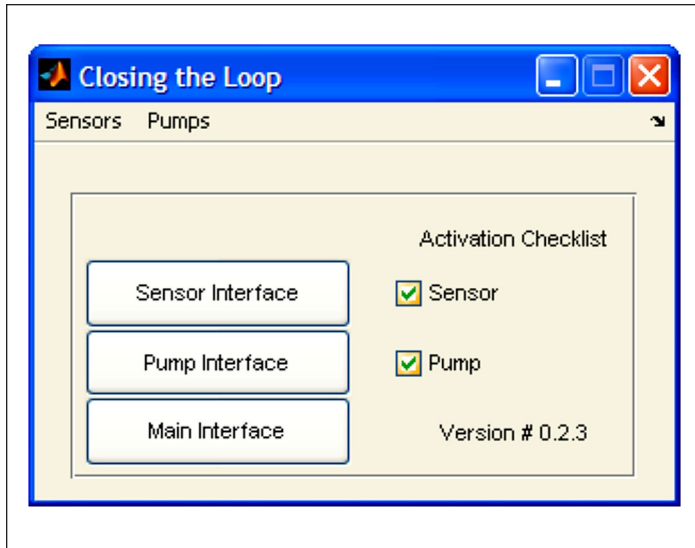 Closing the Loop
Sensors Pumps
Activation Checklist
Sensor Interface
Sensor
Pump Interface
Pump
Main Interface
Version # 0.2.3